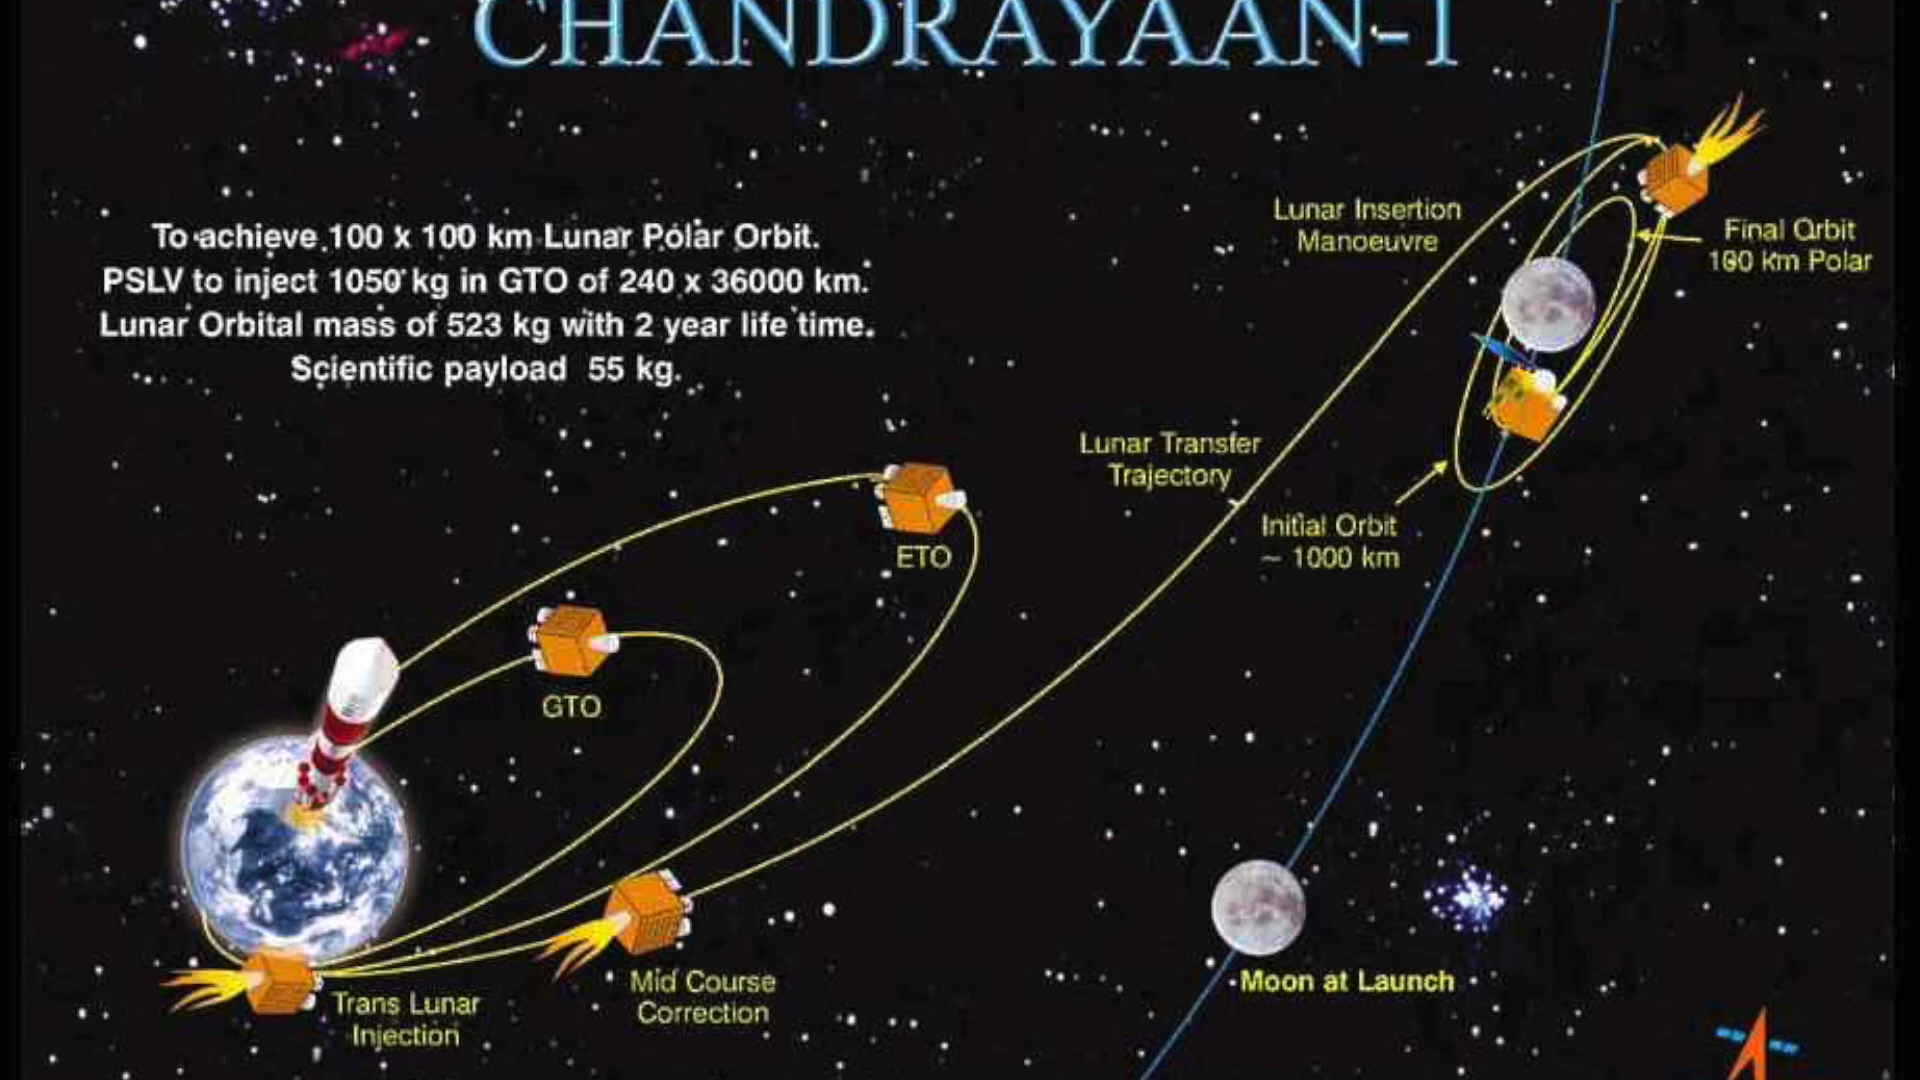 CHANDRAYAAN-1
To achieve 100 x 100 km Lunar Polar Orbit.
PSLV to inject 1050 kg in GTO of 240 x 36000 km.
Lunar Orbital mass of 523 kg with 2 year life time.
Scientific payload 55 kg.
Lunar Insertion
Manoeuvre
Final Orbit
100 Km Polar
Lunar Transfer
Trajectory
Initial Orbit
~ 1000 km
ETO
GTO
Mid Course
Correction
Trans Lunar
Injection
Moon at Launch